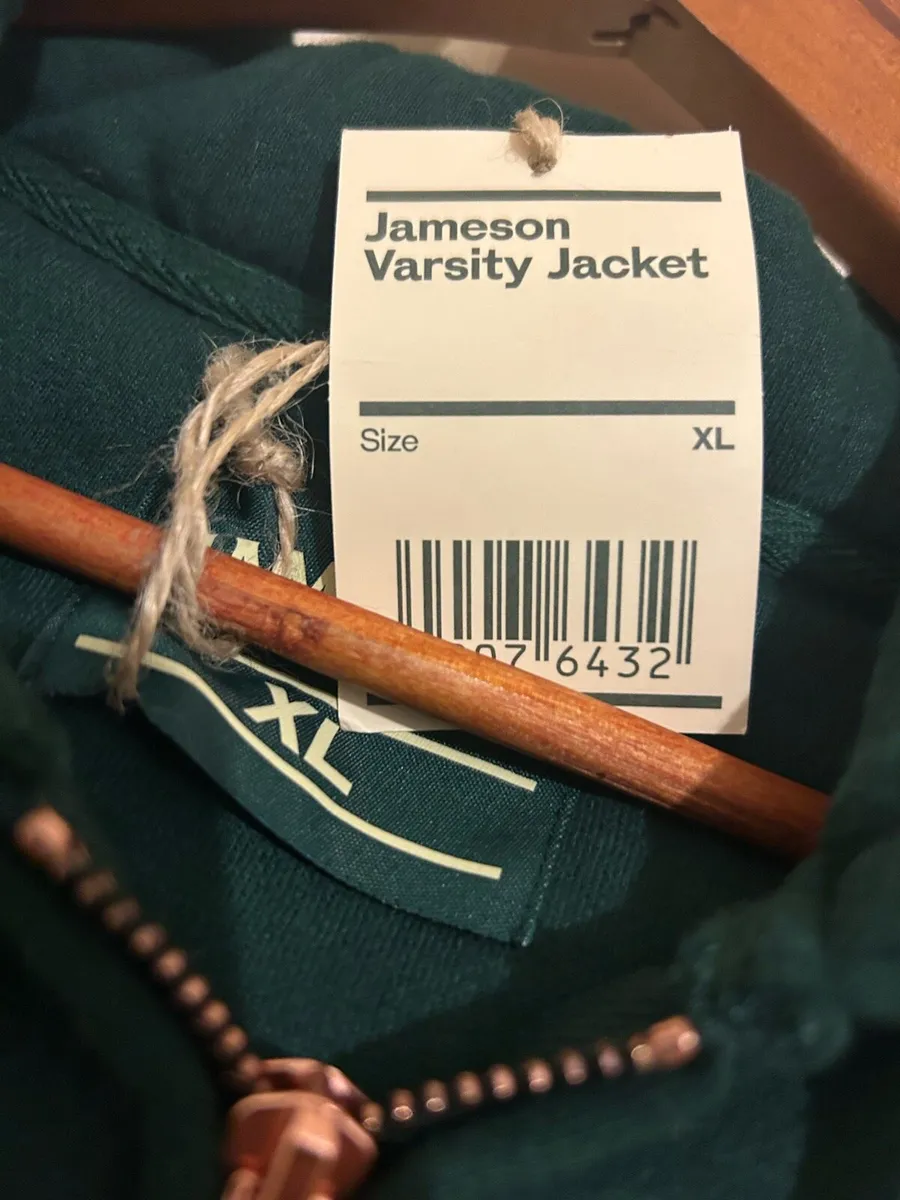 Jameson
Varsity Jacket
Size XL
6432
XL